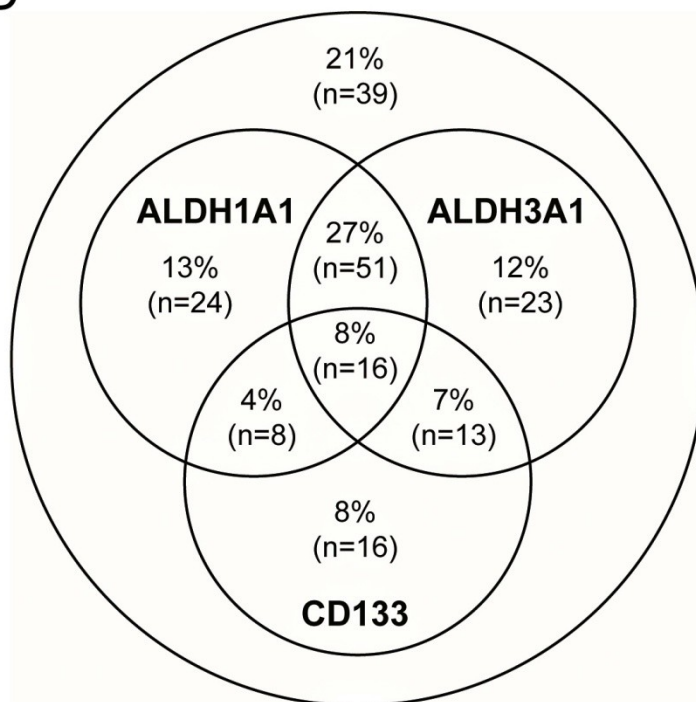 21%
(n=39)
ALDH1A1
ALDH3A1
27%
(n=51)
13%
(n=24)
12%
(n=23)
8%
(n=16)
4%
(n=8)
7%
(n=13)
8%
(n=16)
CD133